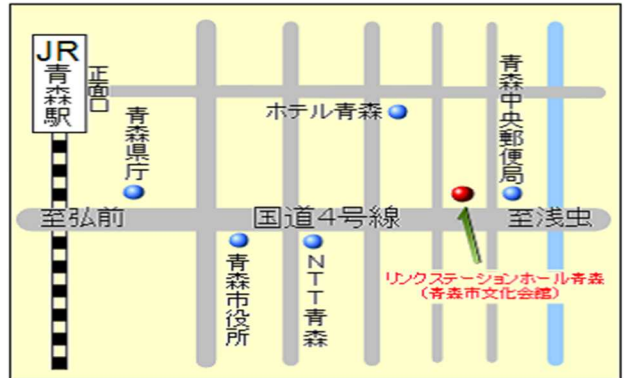 JR
青森駅
正面口
青森県庁
ホテル青森
青森中央郵便局
至弘前
国道4号線
至浅虫
青森市役所
NTT青森
リンクステーションホール青森
(青森市文化会館)